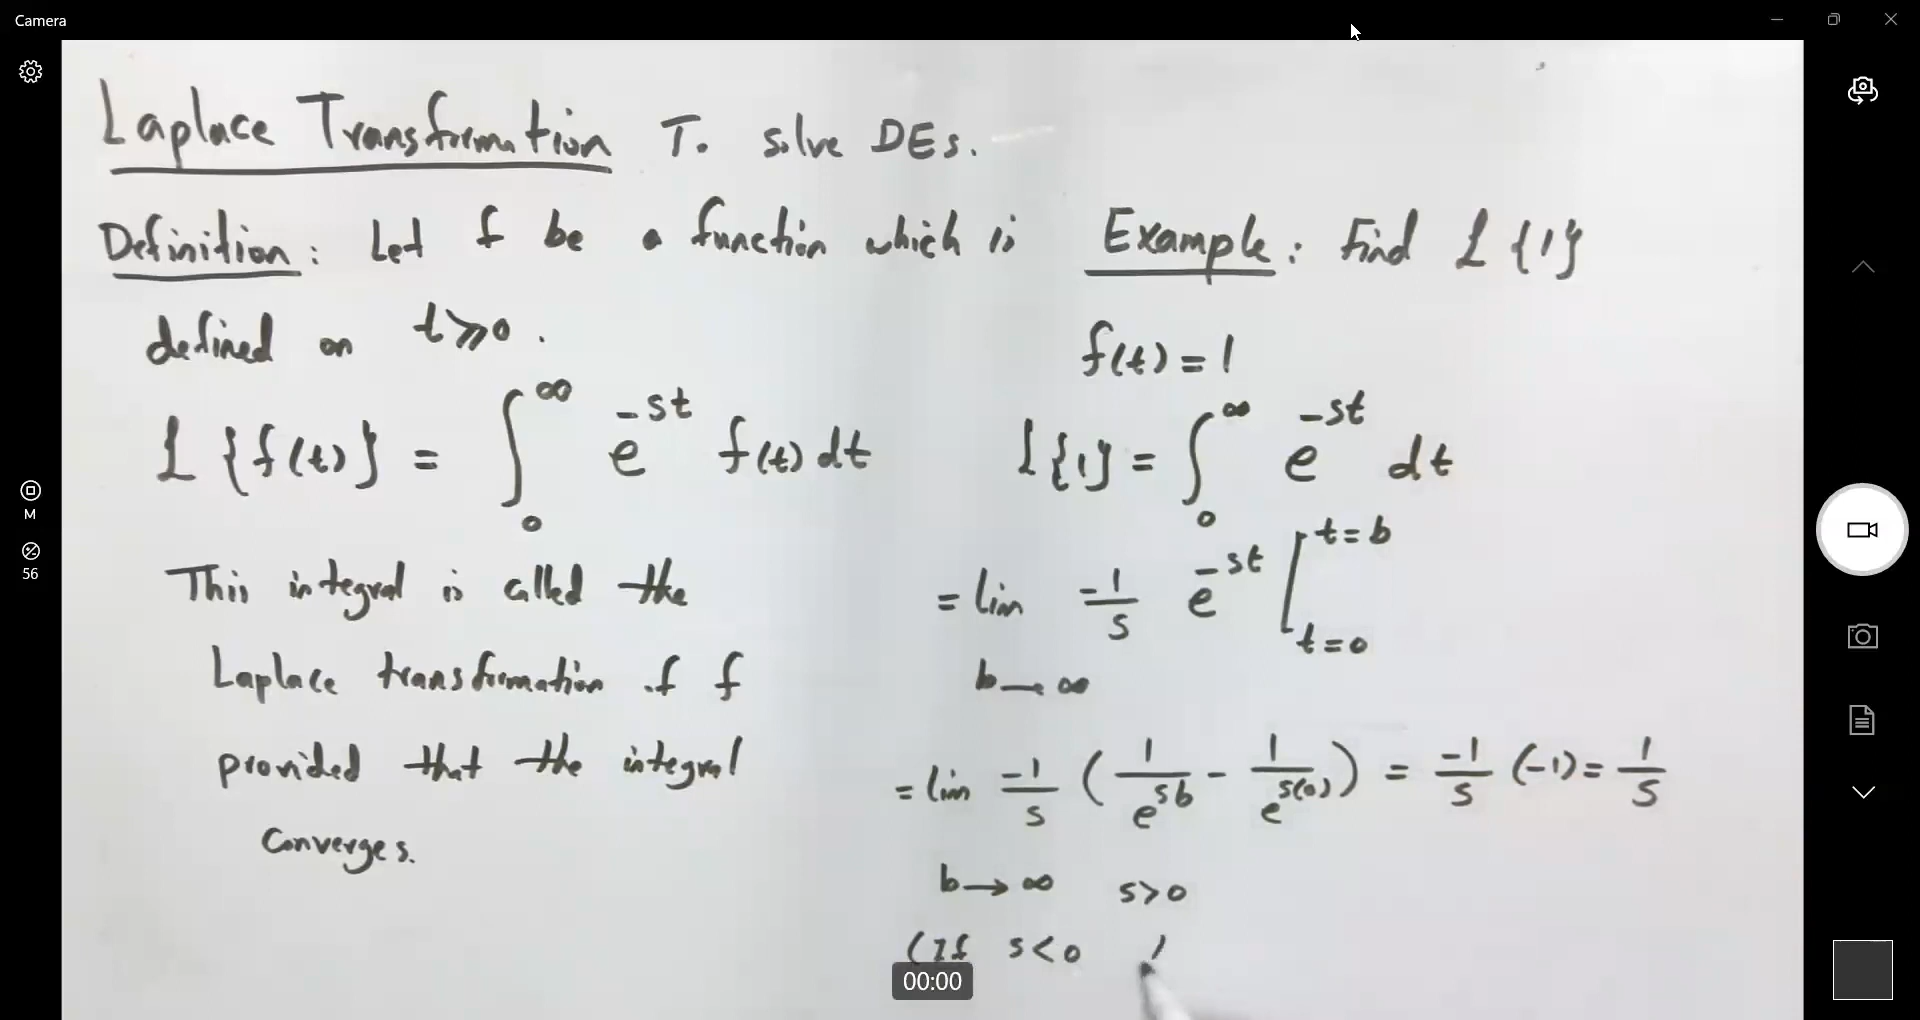 Camera
Laplace Transformation To solve DEs.
Definition: Let f be a function which is
defined on t⩾0.
ℒ{f(t)} = ∫₀^∞ e^{-st} f(t) dt
This integral is called the
Laplace transformation of f
provided that the integral
Converges.
Example: Find ℒ{1}
f(t) = 1
ℒ{1} = ∫₀^∞ e^{-st} dt
= lim -1/s e^{-st} [ t=b
t=0
b→∞
= lim -1/s (1/e^{sb} - 1/e^{s(0)}) = -1/s (-1) = 1/s
b→∞ s>0
(If s<0
M
56
00:00